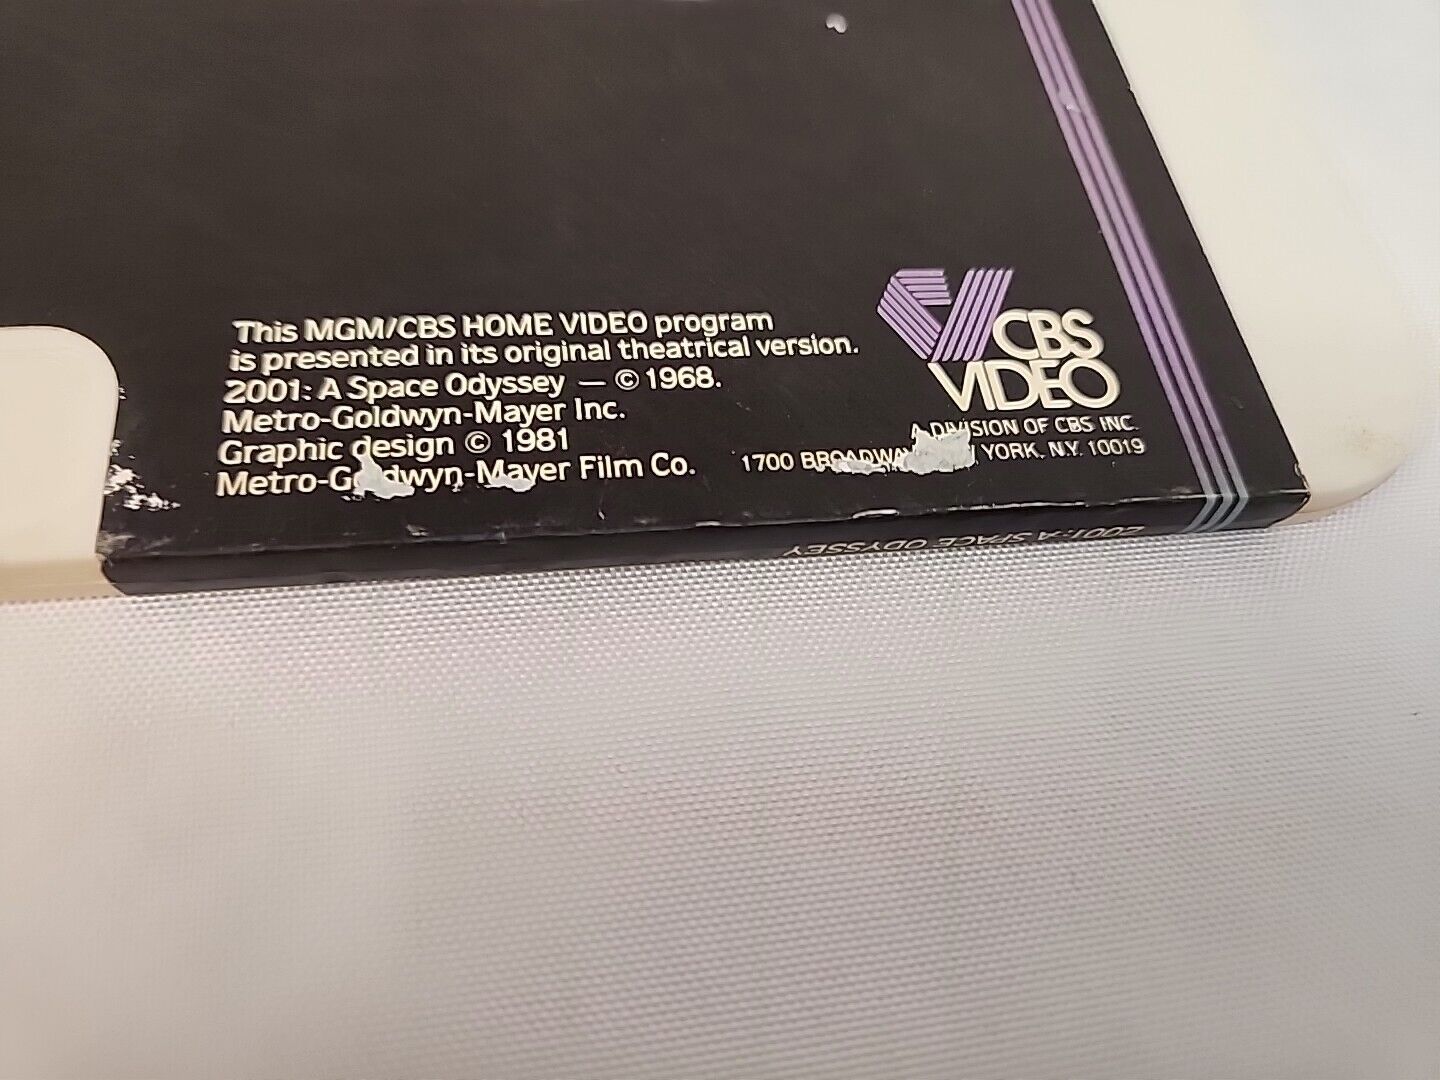 This MGM/CBS HOME VIDEO program
is presented in its original theatrical version.
2001: A Space Odyssey — © 1968.
Metro-Goldwyn-Mayer Inc.
Graphic design © 1981
Metro-Goldwyn-Mayer Film Co.
CBS
VIDEO
A DIVISION OF CBS INC.
1700 BROADWAY YORK, N.Y. 10019
2001: A SPACE ODYSSEY